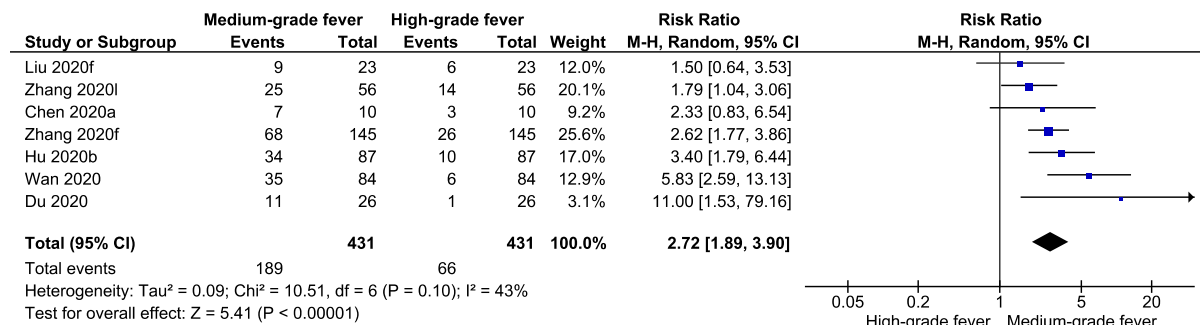 Medium-grade fever High-grade fever Risk Ratio Risk Ratio
Study or Subgroup Events Total Events Total Weight M-H, Random, 95% CI M-H, Random, 95% CI
Liu 2020f 9 23 6 23 12.0% 1.50 [0.64, 3.53]
Zhang 2020l 25 56 14 56 20.1% 1.79 [1.04, 3.06]
Chen 2020a 7 10 3 10 9.2% 2.33 [0.83, 6.54]
Zhang 2020f 68 145 26 145 25.6% 2.62 [1.77, 3.86]
Hu 2020b 34 87 10 87 17.0% 3.40 [1.79, 6.44]
Wan 2020 35 84 6 84 12.9% 5.83 [2.59, 13.13]
Du 2020 11 26 1 26 3.1% 11.00 [1.53, 79.16]
Total (95% CI) 431 431 100.0% 2.72 [1.89, 3.90]
Total events 189 66
Heterogeneity: Tau² = 0.09; Chi² = 10.51, df = 6 (P = 0.10); I² = 43%
Test for overall effect: Z = 5.41 (P < 0.00001)
0.05 0.2 1 5 20
High-grade fever Medium-grade fever